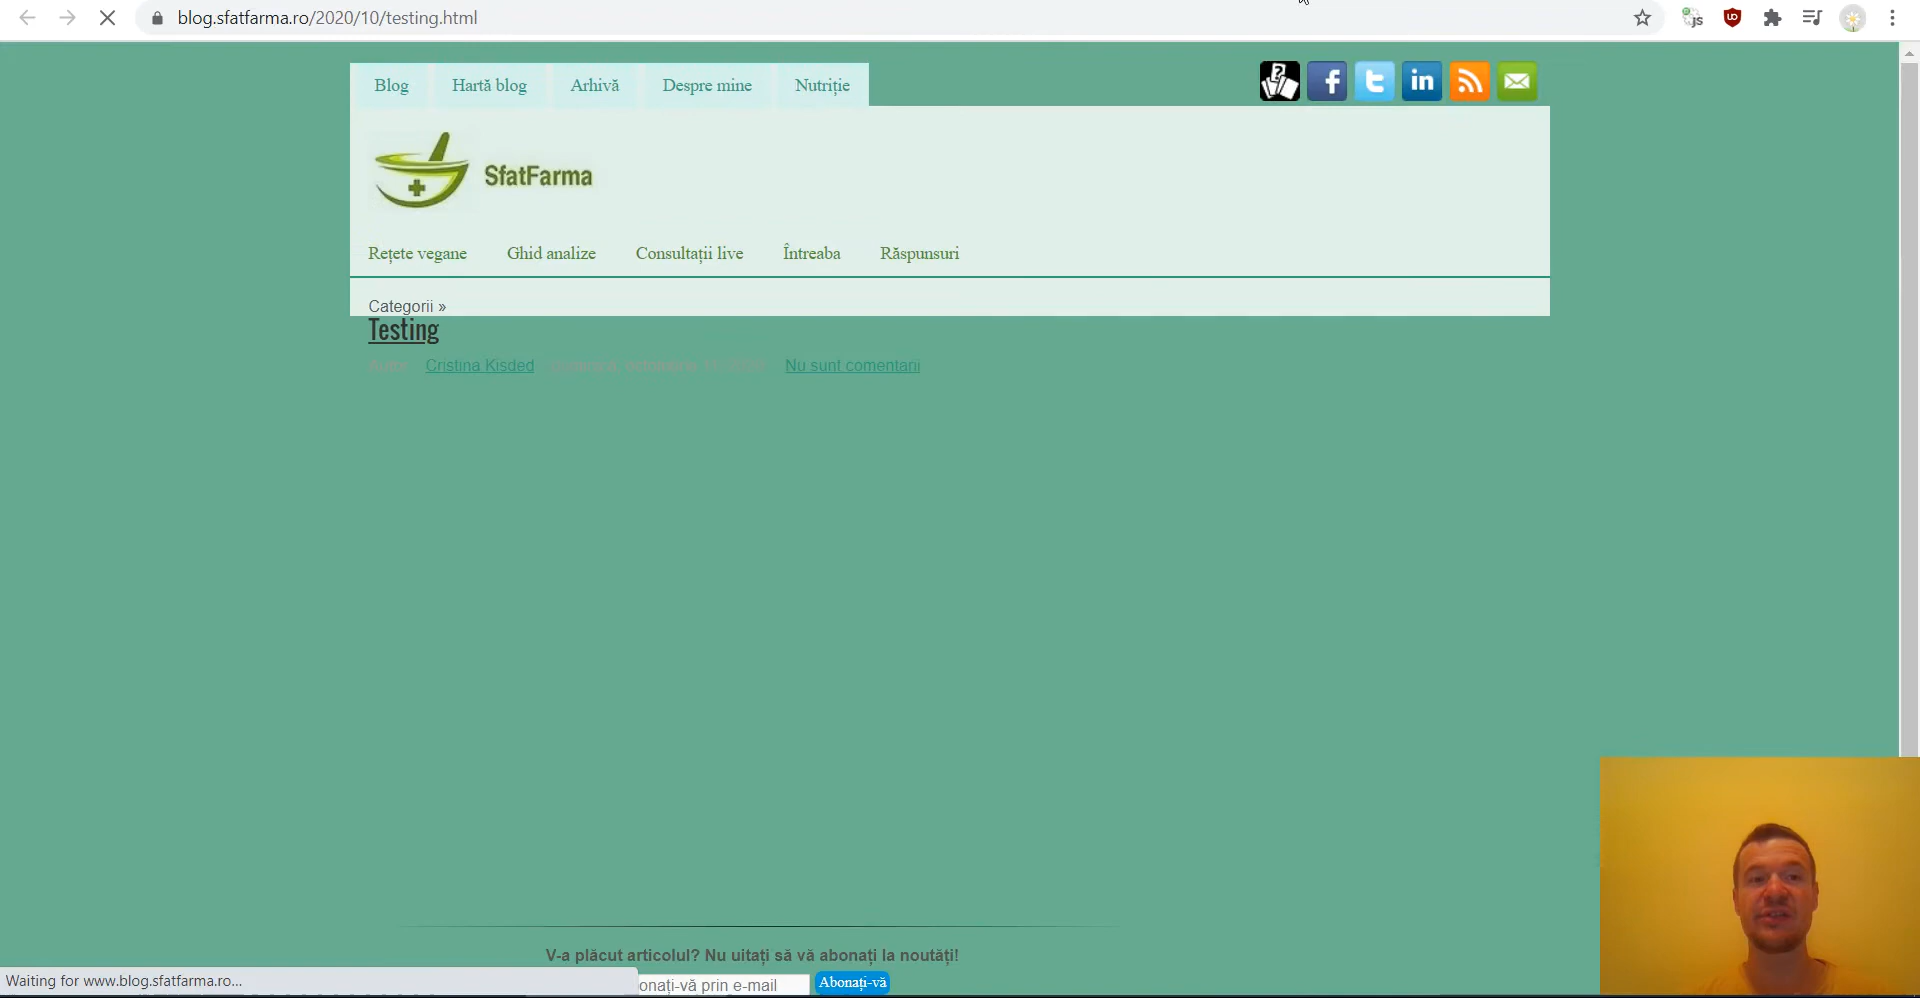 blog.sfatfarma.ro/2020/10/testing.html
js
Blog Hartă blog Arhivă Despre mine Nutriție
SfatFarma
Rețete vegane Ghid analize Consultații live Întreaba Răspunsuri
Categorii »
Testing
Autor Cristina Kisded Nu sunt comentarii
V-a plăcut articolul? Nu uitați să vă abonați la noutăți!
Waiting for www.blog.sfatfarma.ro... onați-vă prin e-mail Abonați-vă